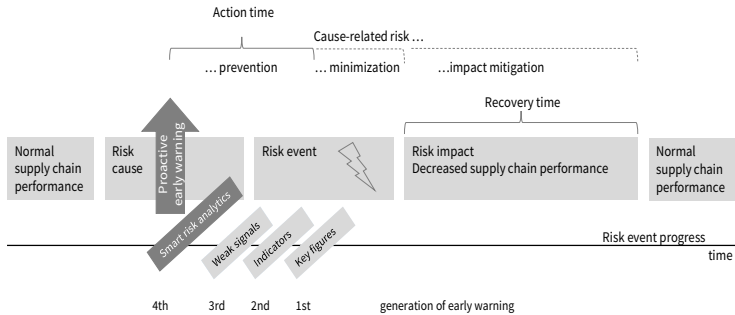 Action time
Cause-related risk …
… prevention
… minimization
…impact mitigation
Recovery time
Normal
supply chain
performance
Risk
cause
Proactive
early warning
Risk event
Risk impact
Decreased supply chain performance
Normal
supply chain
performance
Smart risk analytics
Weak signals
Indicators
Key figures
Risk event progress
time
4th
3rd
2nd
1st
generation of early warning